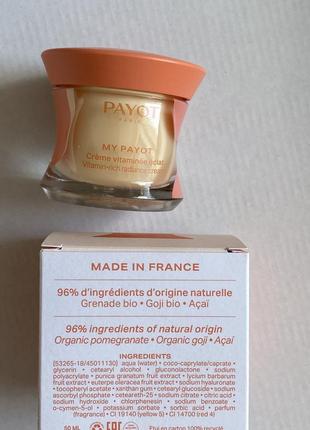 PAYOT
PARIS
MY PAYOT
Crème vitaminée éclat
Vitamin-rich radiance cream
MADE IN FRANCE
96% d'ingrédients d'origine naturelle
Grenade bio • Goji bio • Açaï
96% ingredients of natural origin
Organic pomegranate • Organic goji • Açaï
INGREDIENTS
[53265-18/45011130] aqua (water) • coco-caprylate/caprate •
glycerin • cetearyl alcohol • gluconolactone • sodium
polyacrylate • punica granatum fruit extract • lycium barbarum
fruit extract • euterpe oleracea fruit extract • sodium hyaluronate
• tocopheryl acetate • xanthan gum • cetearyl glucoside • sodium
ascorbyl phosphate • ceteareth-25 • sodium citrate • citric acid
• sodium hydroxide • chlorphenesin • sodium benzoate
o-cymen-5-ol • potassium sorbate • sorbic acid • parfum
(fragrance) • CI 19140 (yellow 5) • CI 14700 (red 4)
50 ML
EAC